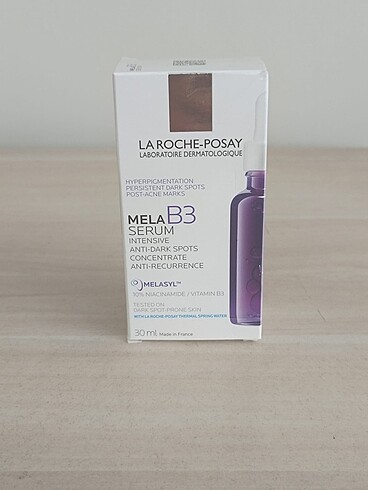 LA ROCHE-POSAY
LABORATOIRE DERMATOLOGIQUE
HYPERPIGMENTATION
PERSISTENT DARK SPOTS
POST-ACNE MARKS
MELA B3
SERUM
INTENSIVE
ANTI-DARK SPOTS
CONCENTRATE
ANTI-RECURRENCE
MELASYL™
10% NIACINAMIDE / VITAMIN B3
TESTED ON
DARK SPOT-PRONE SKIN
WITH LA ROCHE-POSAY THERMAL SPRING WATER
30 ml Made in France